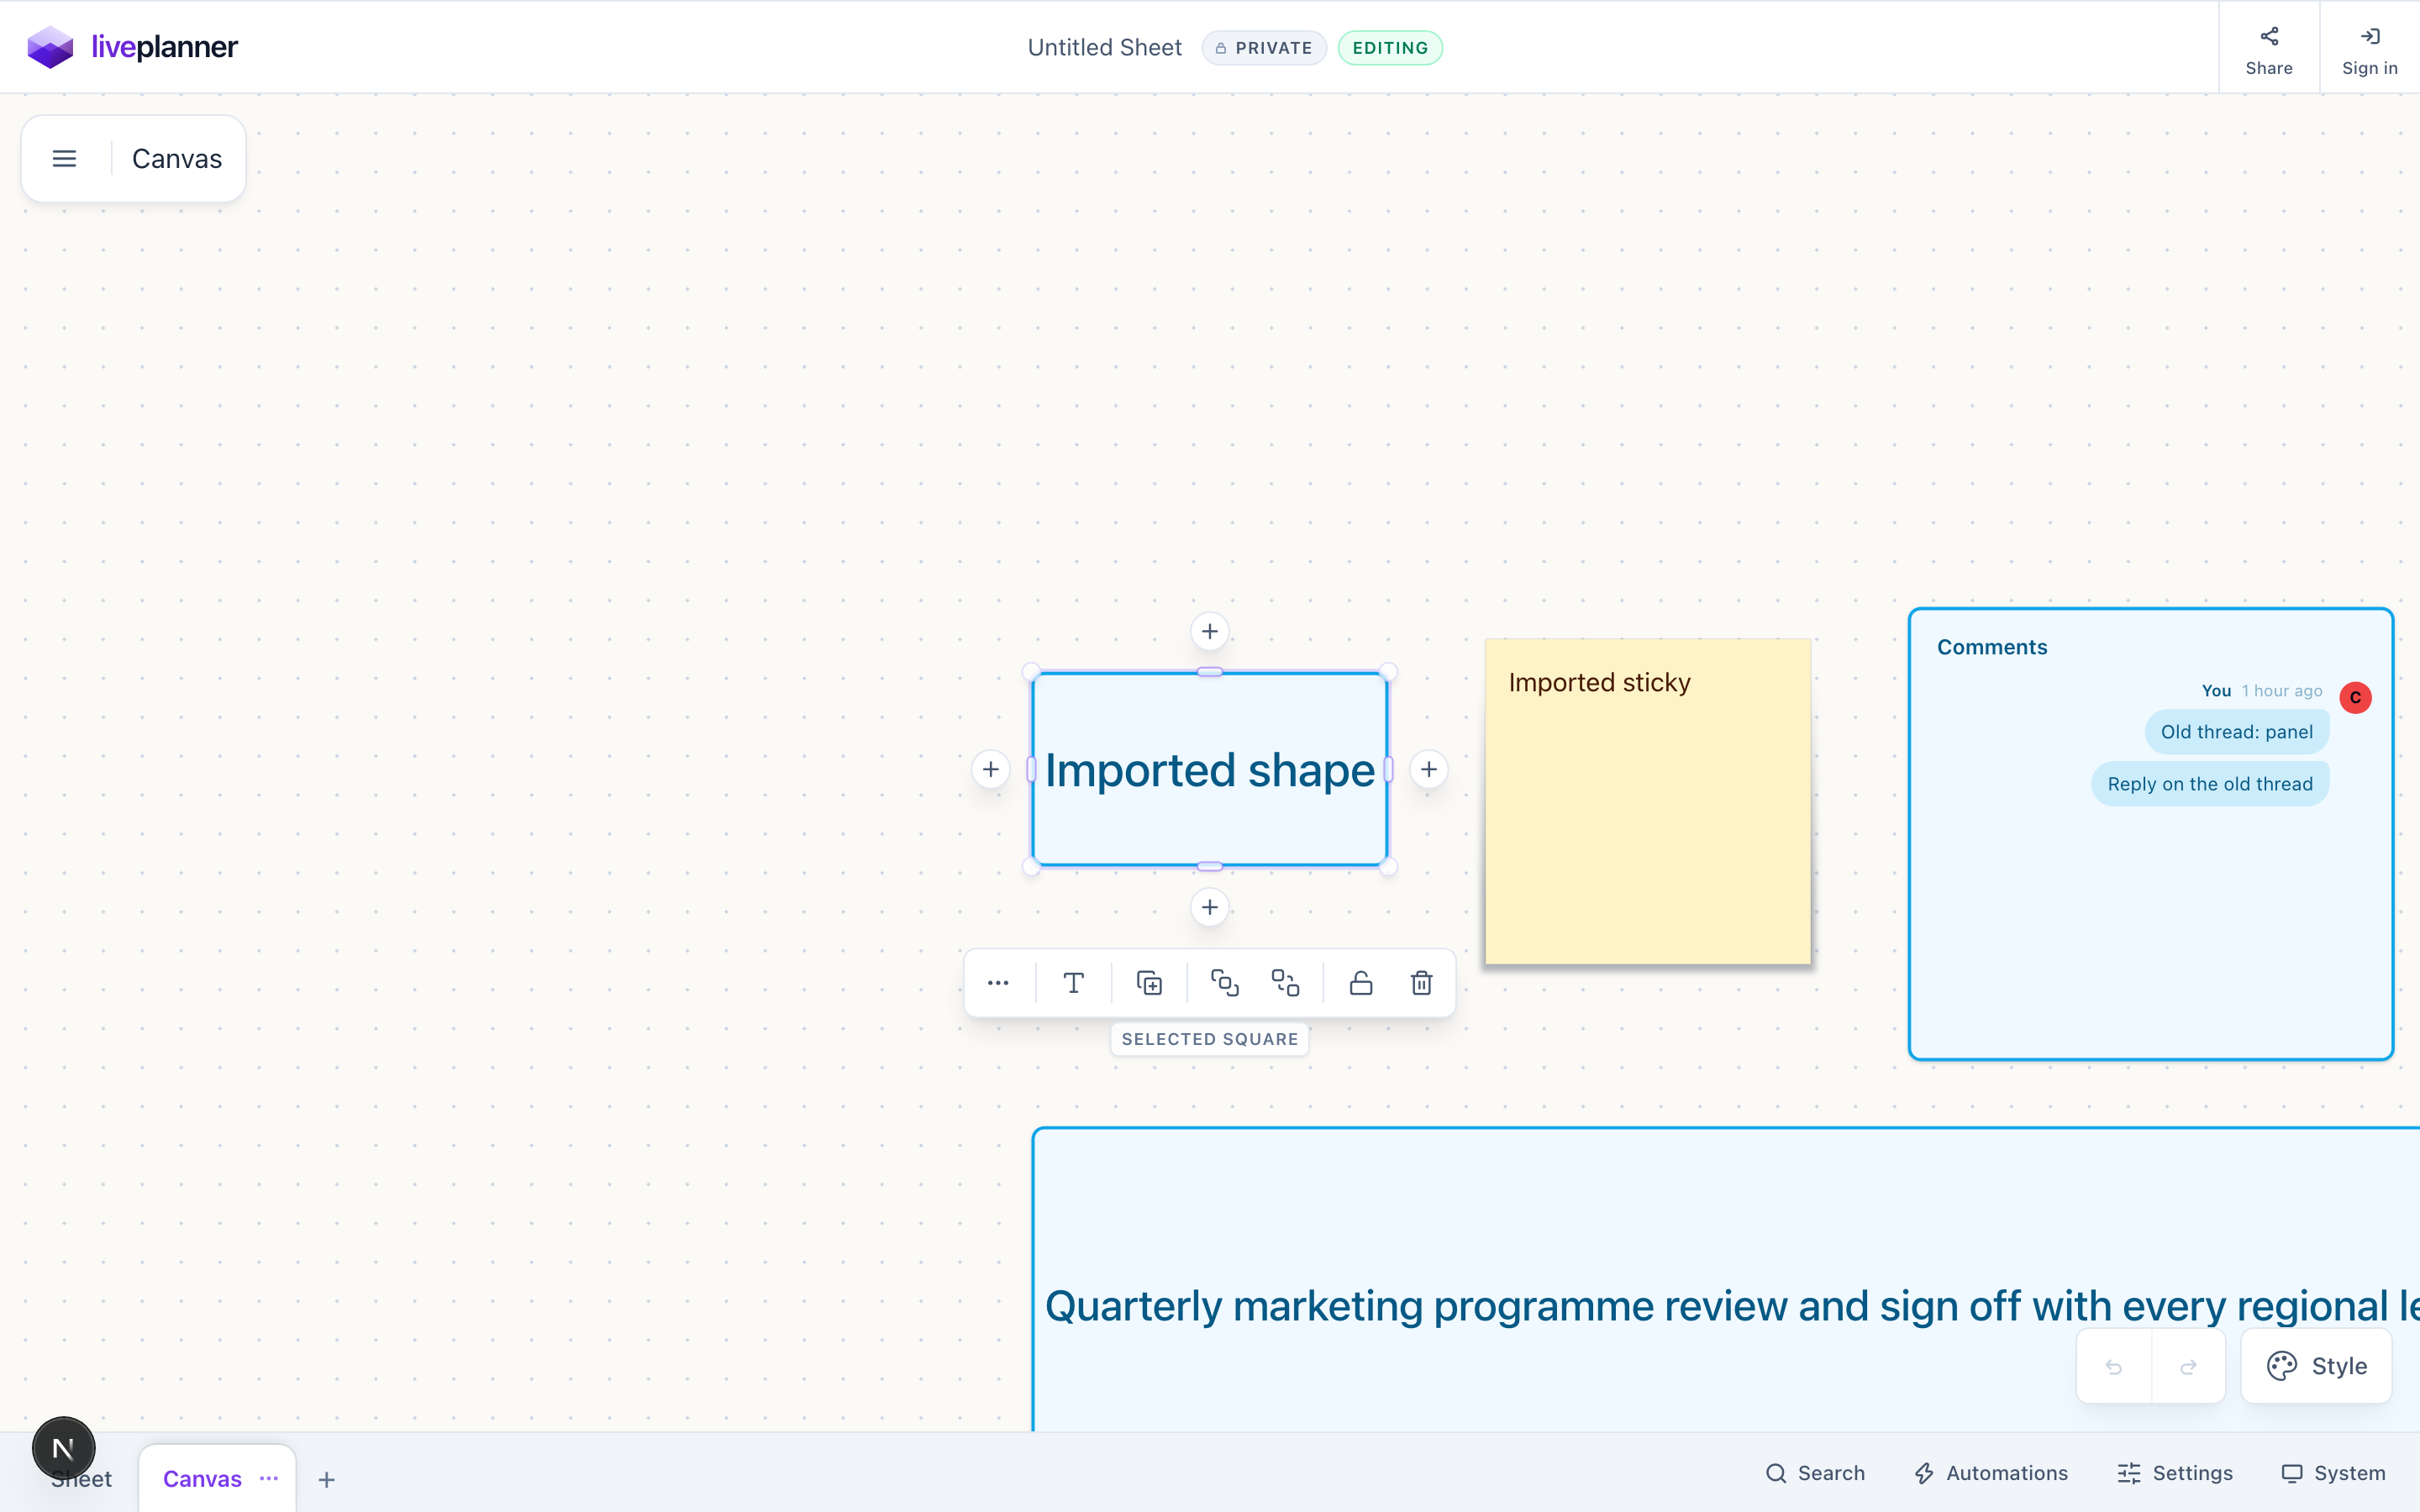 liveplanner
Untitled Sheet PRIVATE EDITING
Share
Sign in
Canvas
Imported shape
Imported sticky
Comments
You 1 hour ago
C
Old thread: panel
Reply on the old thread
SELECTED SQUARE
Quarterly marketing programme review and sign off with every regional
Style
N
Sheet
Canvas
Search
Automations
Settings
System